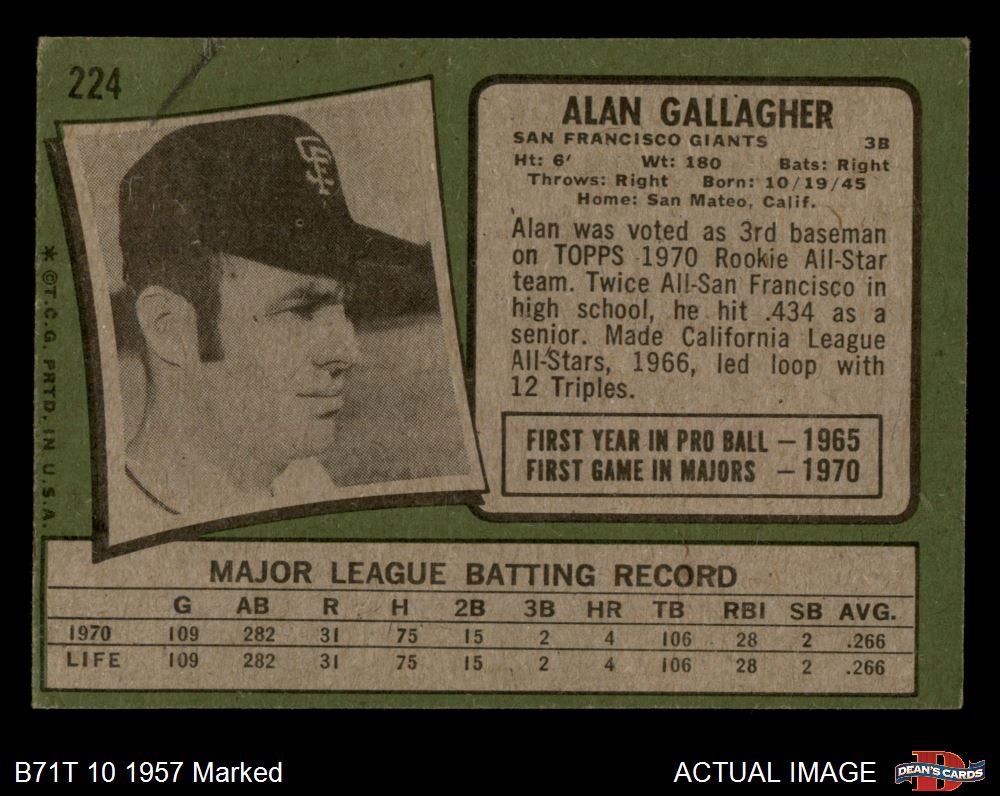 224
ALAN GALLAGHER
SAN FRANCISCO GIANTS 3B
Ht: 6' Wt: 180 Bats: Right
Throws: Right Born: 10/19/45
Home: San Mateo, Calif.
Alan was voted as 3rd baseman
on TOPPS 1970 Rookie All-Star
team. Twice All-San Francisco in
high school, he hit .434 as a
senior. Made California League
All-Stars, 1966, led loop with
12 Triples.
FIRST YEAR IN PRO BALL – 1965
FIRST GAME IN MAJORS – 1970
SF
* ©T.C.G. PRTD. IN U.S.A.
MAJOR LEAGUE BATTING RECORD
G AB R H 2B 3B HR TB RBI SB AVG.
1970 109 282 31 75 15 2 4 106 28 2 .266
LIFE 109 282 31 75 15 2 4 106 28 2 .266
B71T 10 1957 Marked
ACTUAL IMAGE
D
DEAN'S CARDS